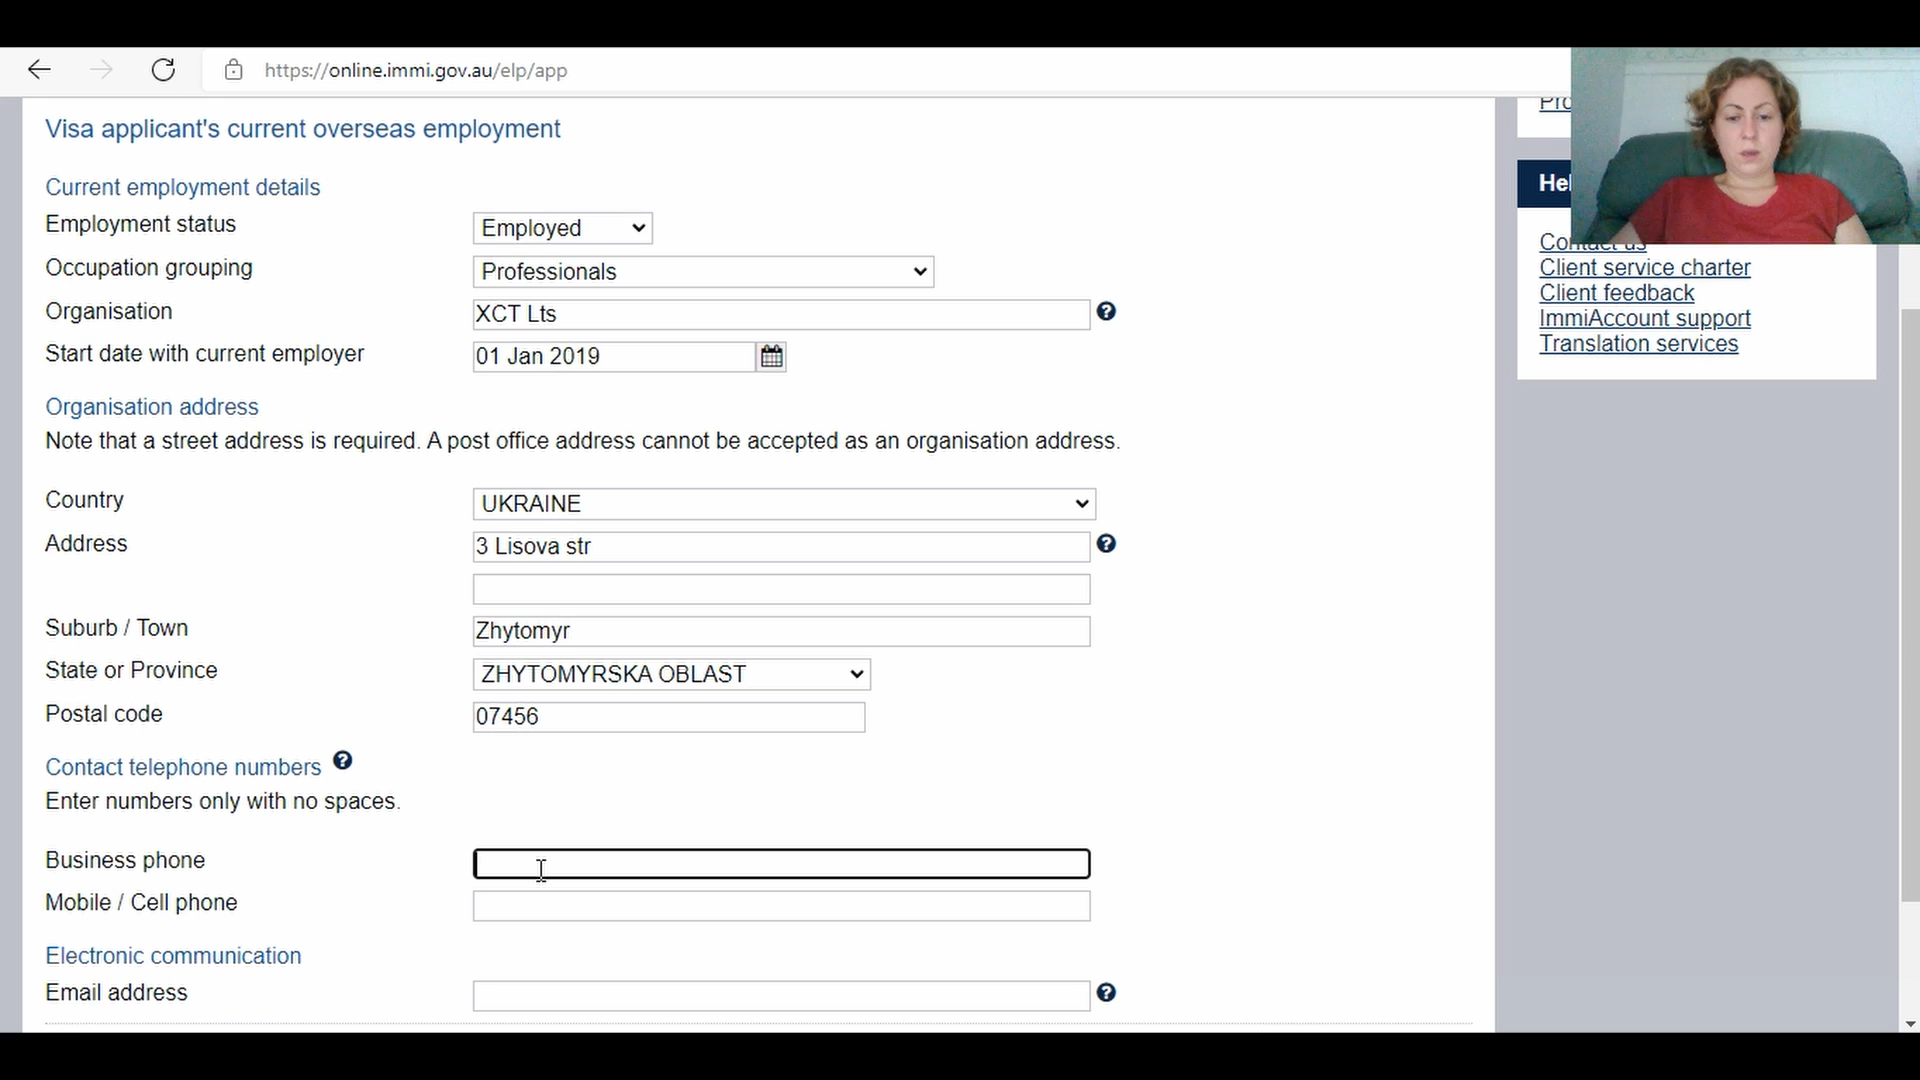 https://online.immi.gov.au/elp/app
Visa applicant's current overseas employment
Current employment details
Employment status
Employed
Occupation grouping
Professionals
Organisation
XCT Lts
Start date with current employer
01 Jan 2019
Organisation address
Note that a street address is required. A post office address cannot be accepted as an organisation address.
Country
UKRAINE
Address
3 Lisova str
Suburb / Town
Zhytomyr
State or Province
ZHYTOMYRSKA OBLAST
Postal code
07456
Contact telephone numbers
Enter numbers only with no spaces.
Business phone
Mobile / Cell phone
Electronic communication
Email address
Contact us
Client service charter
Client feedback
ImmiAccount support
Translation services